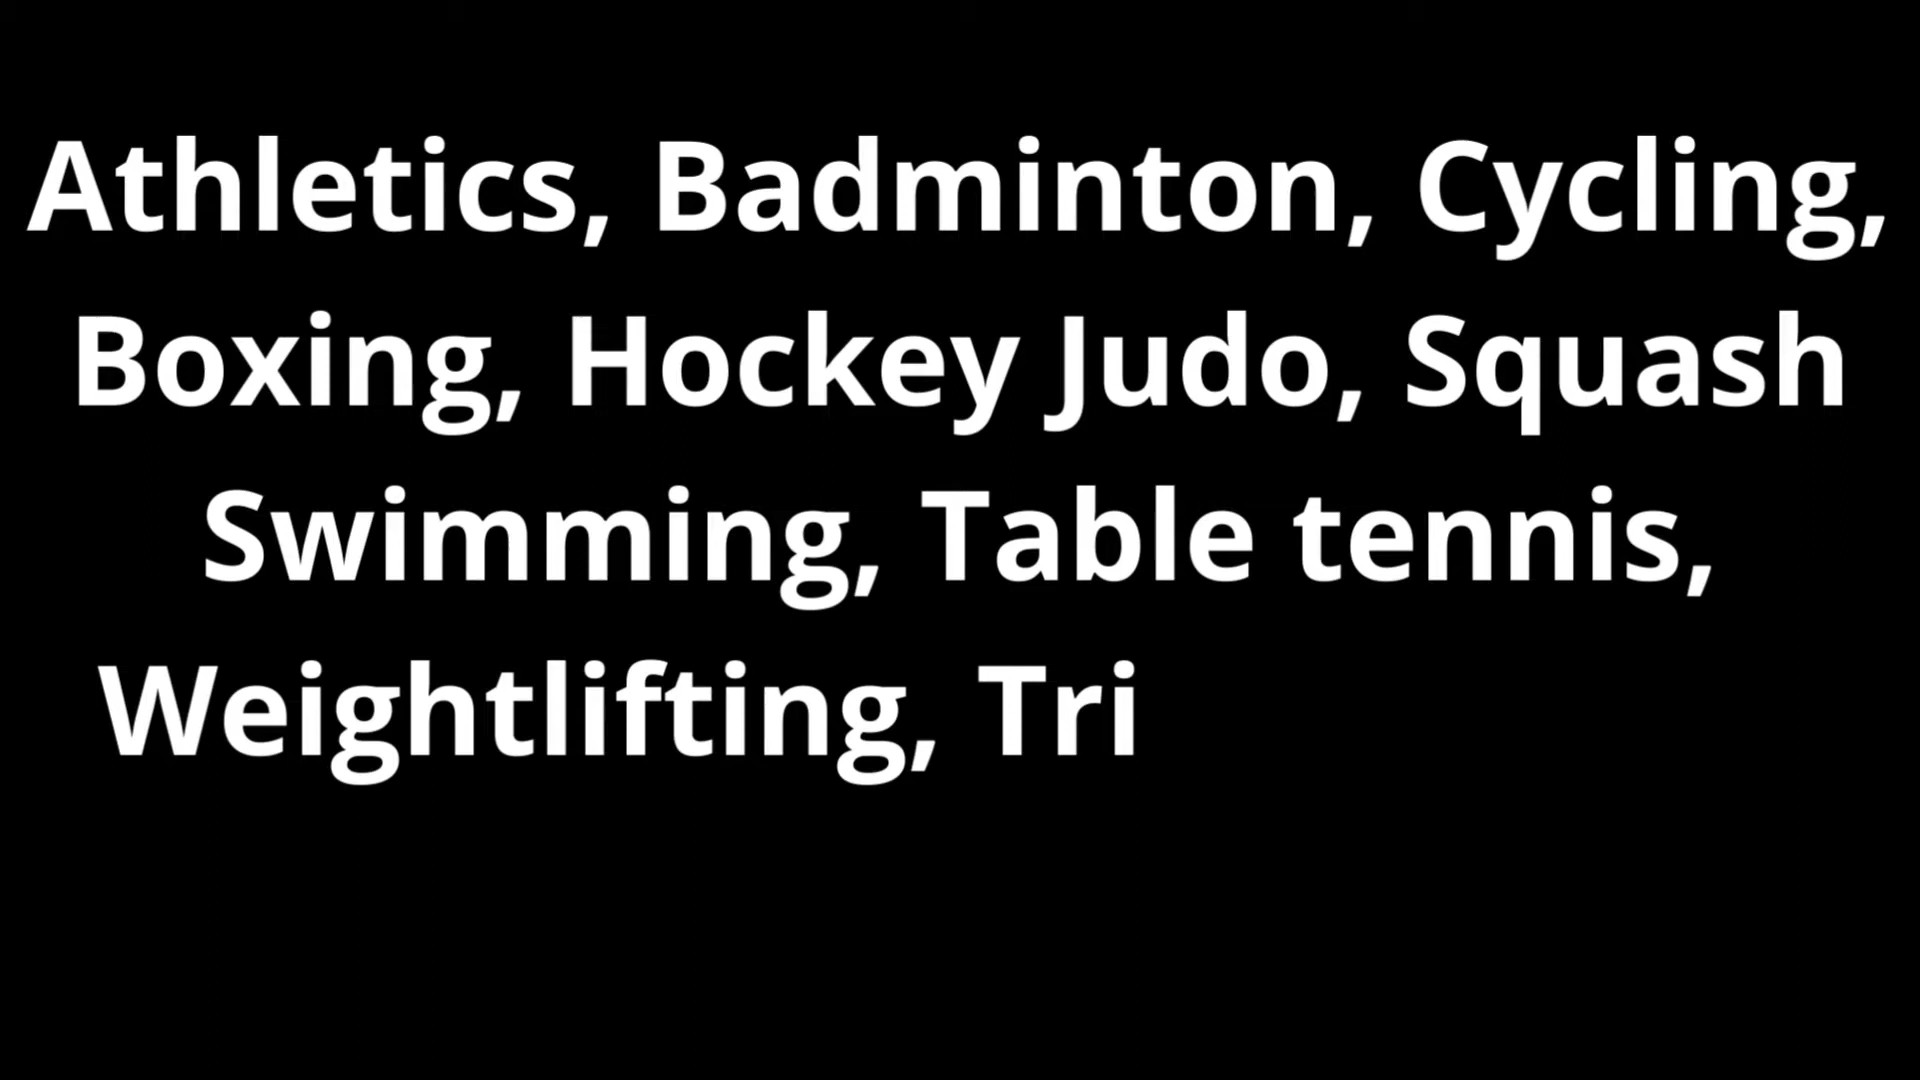 Athletics, Badminton, Cycling,
Boxing, Hockey Judo, Squash
Swimming, Table tennis,
Weightlifting, Tri